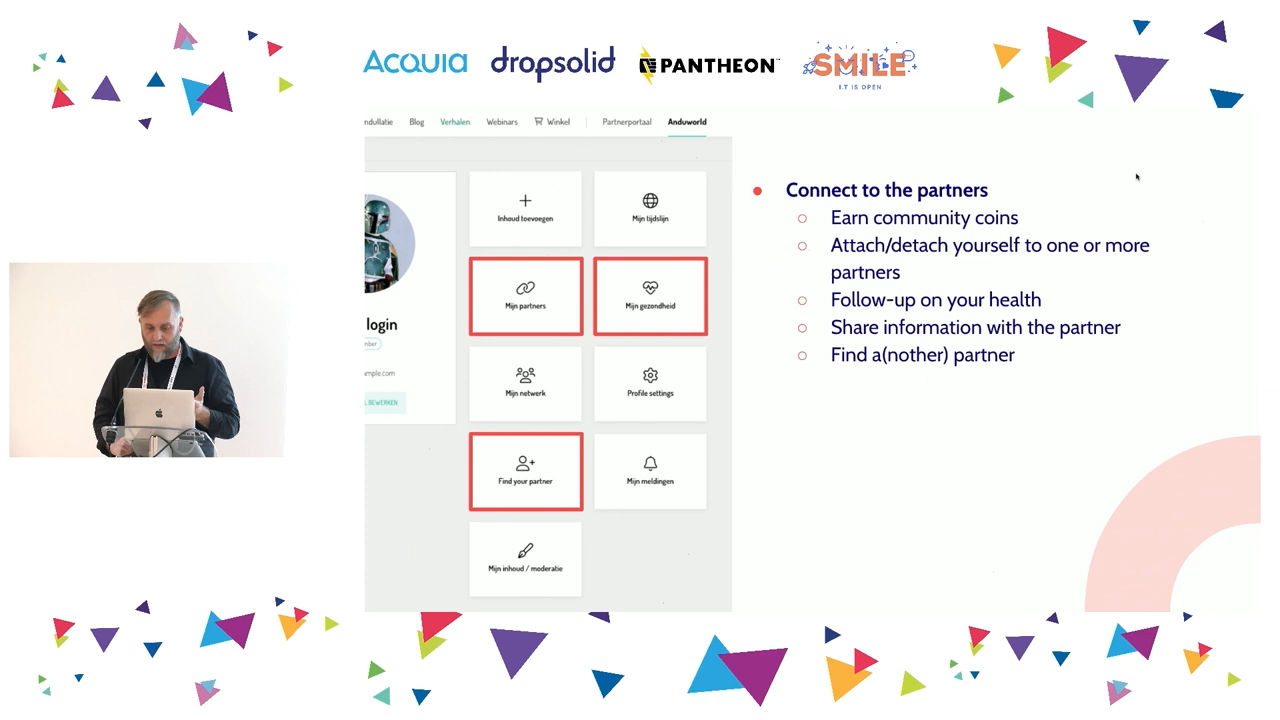 ACQUIA dropsolid PANTHEON SMILE
I.T IS OPEN
ndullatie Blog Verhalen Webinars Winkel Partnerportaal Anduworld
Inhoud toevoegen
Mijn tijdslijn
Mijn partners
Mijn gezondheid
login
mber
ample.com
L BEWERKEN
Mijn netwerk
Profile settings
Find your partner
Mijn meldingen
Mijn inhoud / moderatie
Connect to the partners
Earn community coins
Attach/detach yourself to one or more
partners
Follow-up on your health
Share information with the partner
Find a(nother) partner